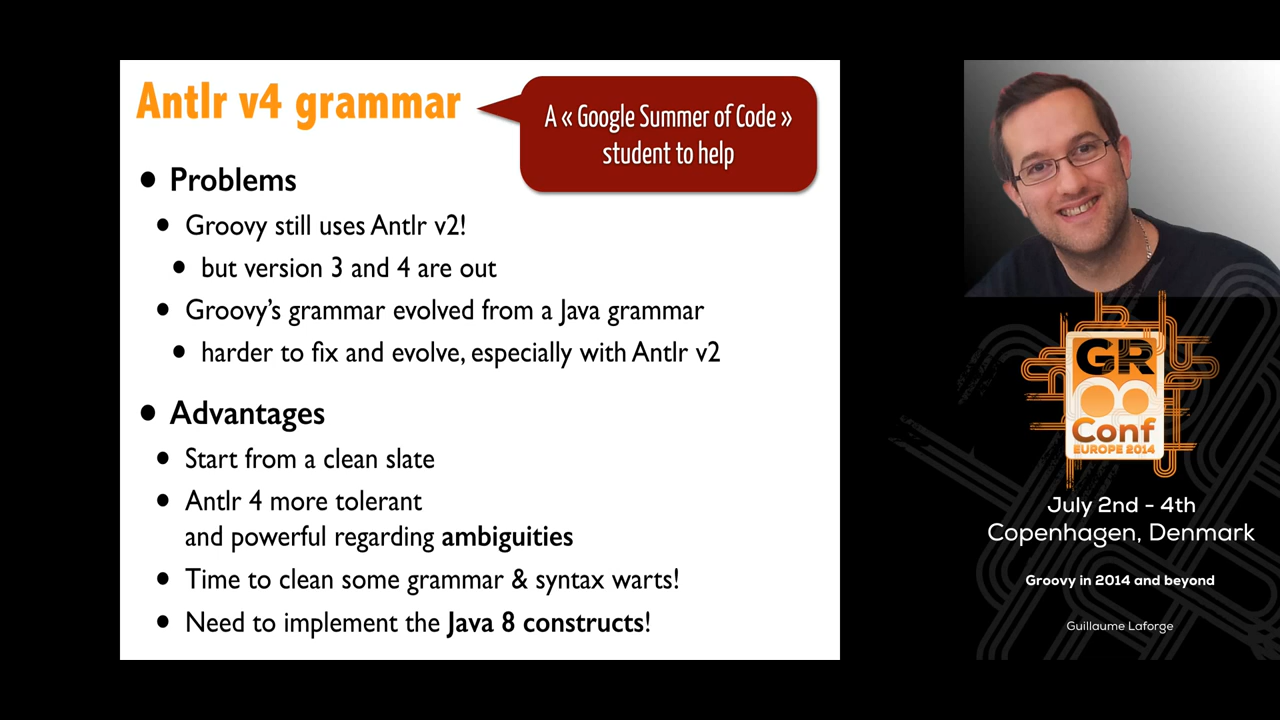 Antlr v4 grammar
A « Google Summer of Code »
student to help
• Problems
• Groovy still uses Antlr v2!
• but version 3 and 4 are out
• Groovy’s grammar evolved from a Java grammar
• harder to fix and evolve, especially with Antlr v2
• Advantages
• Start from a clean slate
• Antlr 4 more tolerant
and powerful regarding ambiguities
• Time to clean some grammar & syntax warts!
• Need to implement the Java 8 constructs!
GR8
Conf
EUROPE 2014
July 2nd - 4th
Copenhagen, Denmark
Groovy in 2014 and beyond
Guillaume Laforge